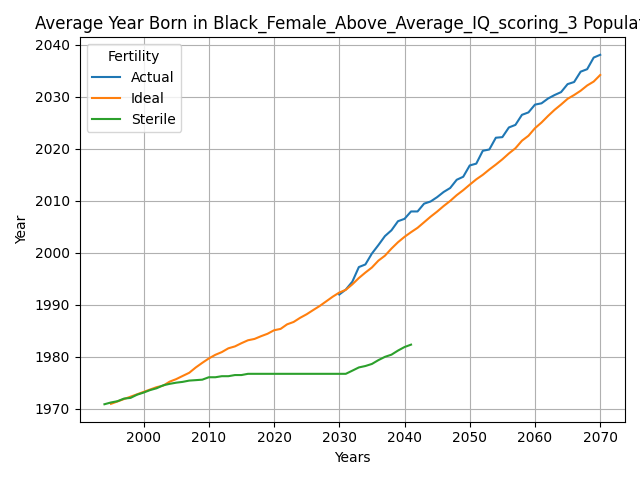 Average Year Born in Black_Female_Above_Average_IQ_scoring_3
Fertility
Actual
Ideal
Sterile
2040
2030
2020
2010
2000
1990
1980
1970
Year
2000 2010 2020 2030 2040 2050 2060 2070
Years